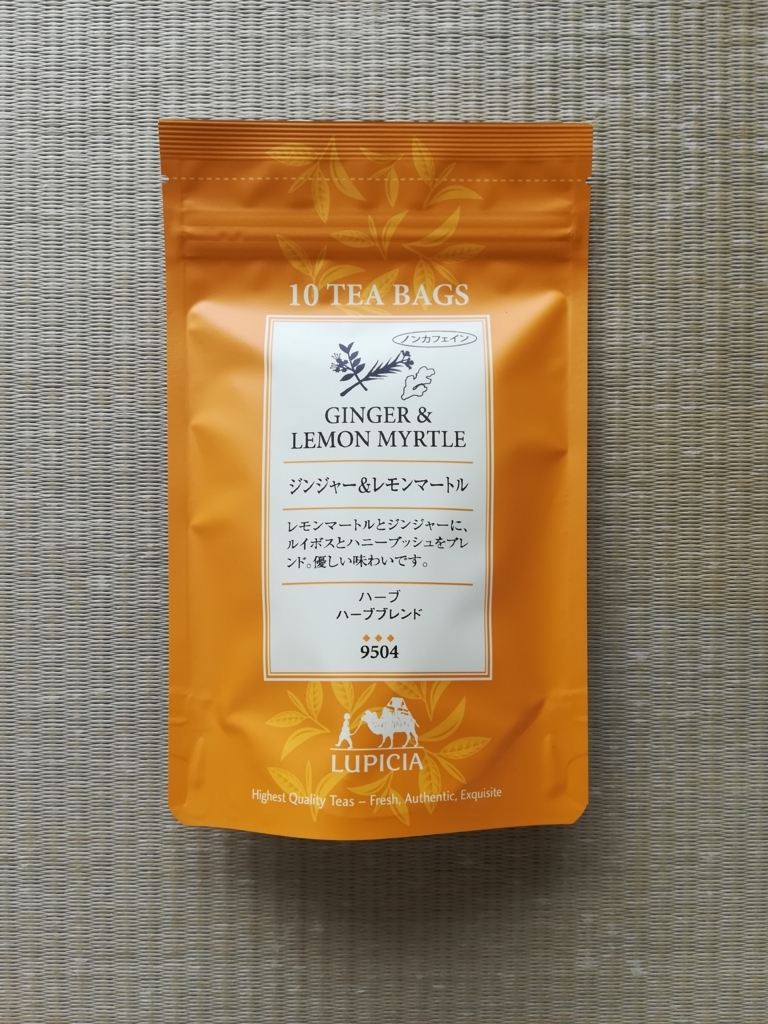 10 TEA BAGS
ノンカフェイン
GINGER &
LEMON MYRTLE
ジンジャー&レモンマートル
レモンマートルとジンジャーに、
ルイボスとハニーブッシュをブレ
ンド。優しい味わいです。
ハーブ
ハーブブレンド
9504
LUPICIA
Highest Quality Teas – Fresh, Authentic, Exquisite